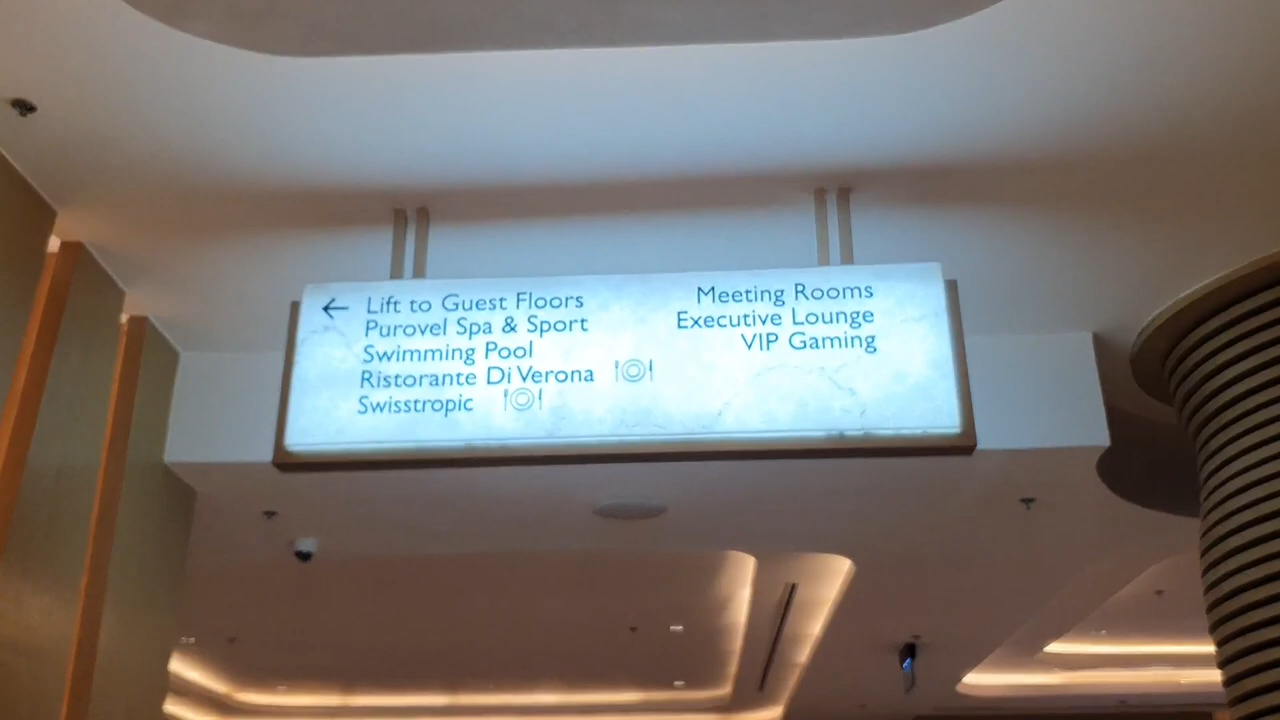 ← Lift to Guest Floors
Purovel Spa & Sport
Swimming Pool
Ristorante Di Verona
Swisstropic
Meeting Rooms
Executive Lounge
VIP Gaming